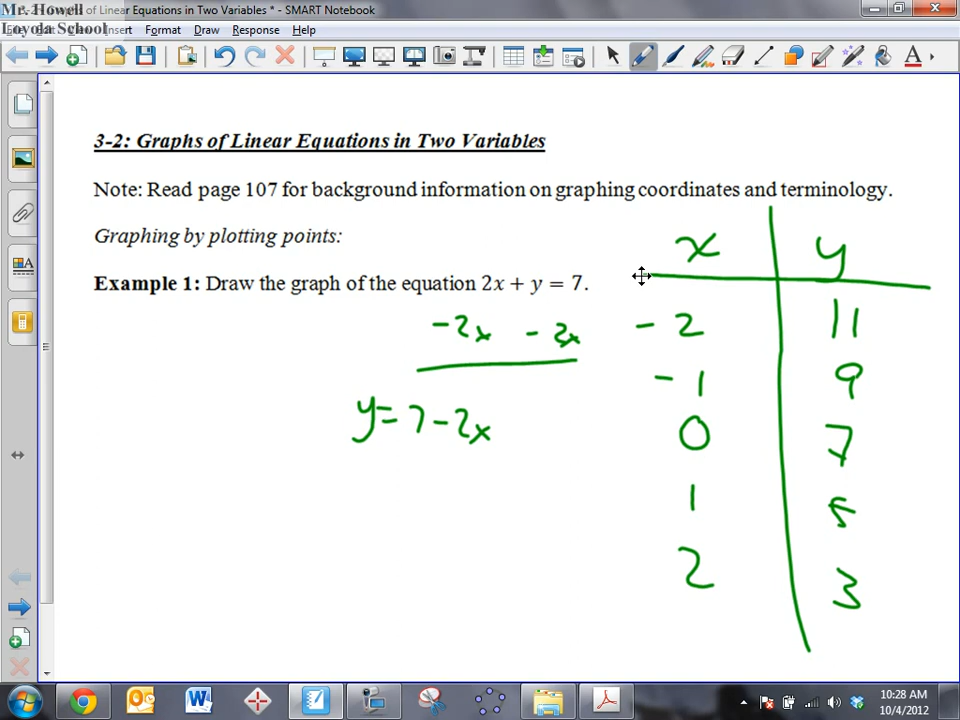 Mr. Howell
Loyola School
of Linear Equations in Two Variables * - SMART Notebook
Insert Format Draw Response Help
3-2: Graphs of Linear Equations in Two Variables
Note: Read page 107 for background information on graphing coordinates and terminology.
Graphing by plotting points:
Example 1: Draw the graph of the equation 2x + y = 7.
-2x - 2x
y = 7 - 2x
x y
-2 11
-1 9
0 7
1 5
2 3
10:28 AM
10/4/2012